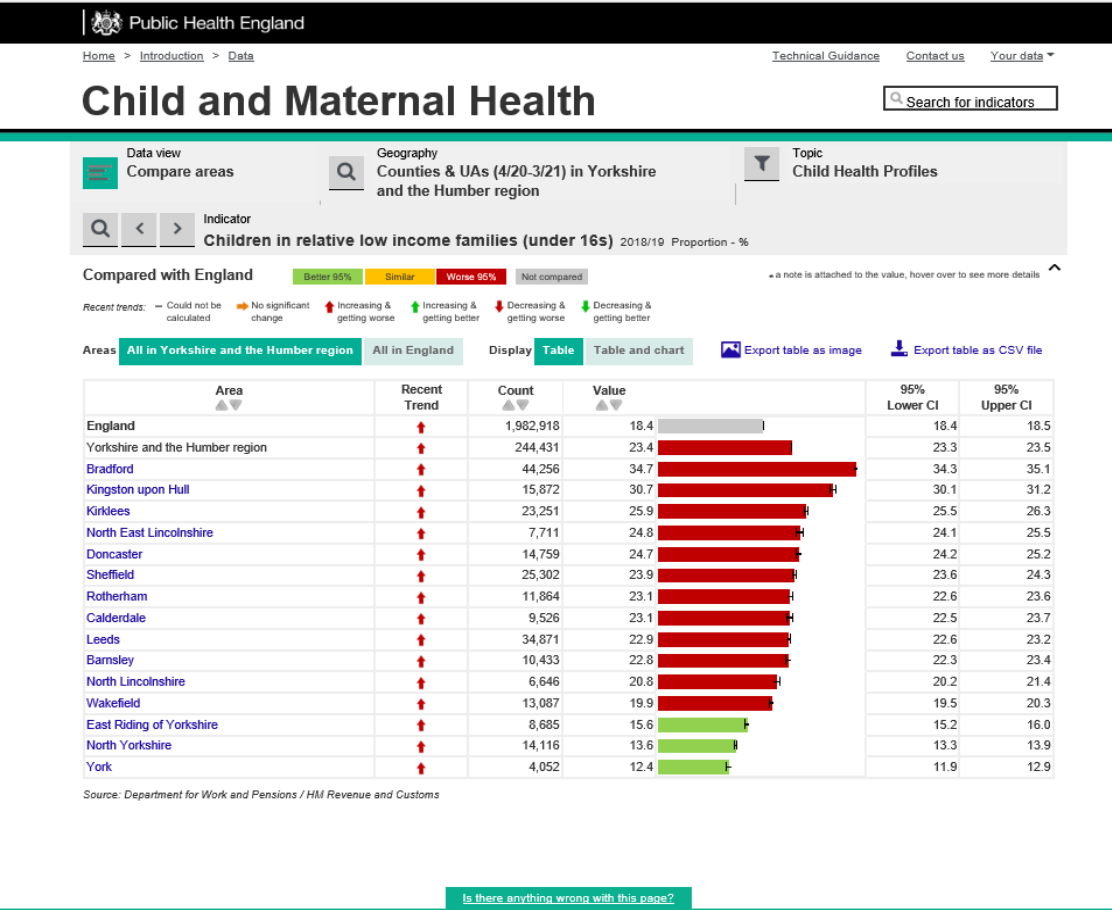 Public Health England
Home > Introduction > Data
Technical Guidance Contact us Your data
Child and Maternal Health
Search for indicators
Data view
Compare areas
Geography
Counties & UAs (4/20-3/21) in Yorkshire
and the Humber region
Topic
Child Health Profiles
Indicator
Children in relative low income families (under 16s) 2018/19 Proportion - %
Compared with England Better 95% Similar Worse 95% Not compared
a note is attached to the value, hover over to see more details
Recent trends: – Could not be calculated
No significant change
Increasing & getting worse
Increasing & getting better
Decreasing & getting worse
Decreasing & getting better
Areas All in Yorkshire and the Humber region All in England Display Table Table and chart Export table as image Export table as CSV file
Area Recent Trend Count Value 95% Lower CI 95% Upper CI
England 1,982,918 18.4 18.4 18.5
Yorkshire and the Humber region 244,431 23.4 23.3 23.5
Bradford 44,256 34.7 34.3 35.1
Kingston upon Hull 15,872 30.7 30.1 31.2
Kirklees 23,251 25.9 25.5 26.3
North East Lincolnshire 7,711 24.8 24.1 25.5
Doncaster 14,759 24.7 24.2 25.2
Sheffield 25,302 23.9 23.6 24.3
Rotherham 11,864 23.1 22.6 23.6
Calderdale 9,526 23.1 22.5 23.7
Leeds 34,871 22.9 22.6 23.2
Barnsley 10,433 22.8 22.3 23.4
North Lincolnshire 6,646 20.8 20.2 21.4
Wakefield 13,087 19.9 19.5 20.3
East Riding of Yorkshire 8,685 15.6 15.2 16.0
North Yorkshire 14,116 13.6 13.3 13.9
York 4,052 12.4 11.9 12.9
Source: Department for Work and Pensions / HM Revenue and Customs
Is there anything wrong with this page?